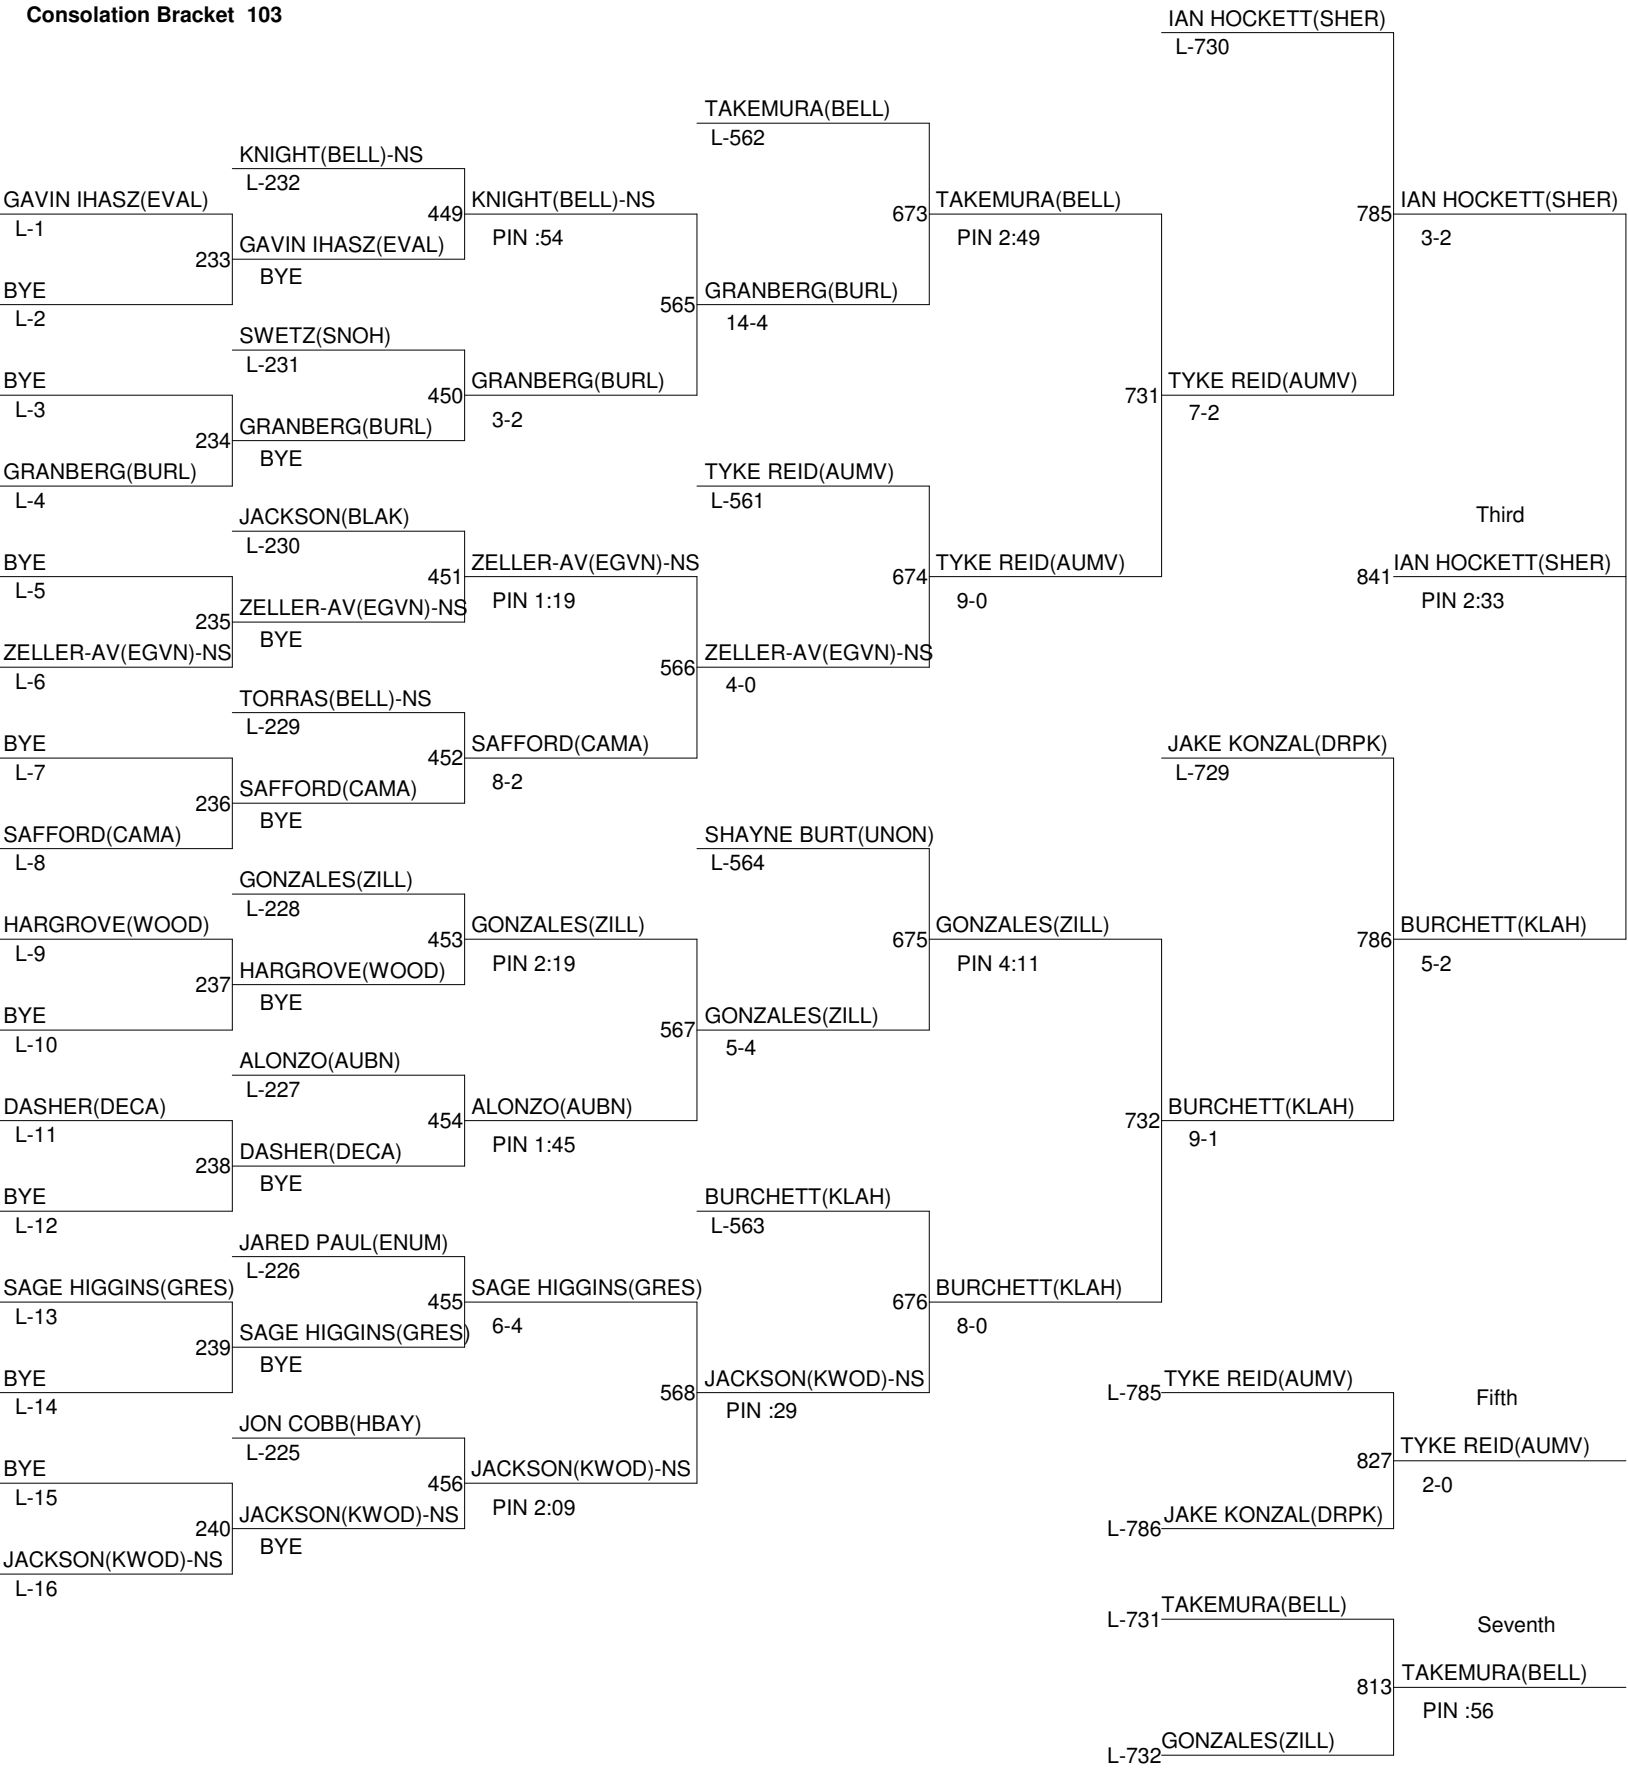 Consolation Bracket 103
GAVIN IHASZ(EVAL)
L-1
BYE
L-2
BYE
L-3
GRANBERG(BURL)
L-4
BYE
L-5
ZELLER-AV(EGVN)-NS
L-6
BYE
L-7
SAFFORD(CAMA)
L-8
HARGROVE(WOOD)
L-9
BYE
L-10
DASHER(DECA)
L-11
BYE
L-12
SAGE HIGGINS(GRES)
L-13
BYE
L-14
BYE
L-15
JACKSON(KWOD)-NS
L-16
KNIGHT(BELL)-NS
L-232
233
GAVIN IHASZ(EVAL)
BYE
SWETZ(SNOH)
L-231
234
GRANBERG(BURL)
BYE
JACKSON(BLAK)
L-230
235
ZELLER-AV(EGVN)-NS
BYE
TORRAS(BELL)-NS
L-229
236
SAFFORD(CAMA)
BYE
GONZALES(ZILL)
L-228
237
HARGROVE(WOOD)
BYE
ALONZO(AUBN)
L-227
238
DASHER(DECA)
BYE
JARED PAUL(ENUM)
L-226
239
SAGE HIGGINS(GRES)
BYE
JON COBB(HBAY)
L-225
240
JACKSON(KWOD)-NS
BYE
449
KNIGHT(BELL)-NS
PIN :54
450
GRANBERG(BURL)
3-2
451
ZELLER-AV(EGVN)-NS
PIN 1:19
452
SAFFORD(CAMA)
8-2
453
GONZALES(ZILL)
PIN 2:19
454
ALONZO(AUBN)
PIN 1:45
455
SAGE HIGGINS(GRES)
6-4
456
JACKSON(KWOD)-NS
PIN 2:09
TAKEMURA(BELL)
L-562
565
GRANBERG(BURL)
14-4
TYKE REID(AUMV)
L-561
566
ZELLER-AV(EGVN)-NS
4-0
SHAYNE BURT(UNON)
L-564
567
GONZALES(ZILL)
5-4
BURCHETT(KLAH)
L-563
568
JACKSON(KWOD)-NS
PIN :29
673
TAKEMURA(BELL)
PIN 2:49
674
TYKE REID(AUMV)
9-0
675
GONZALES(ZILL)
PIN 4:11
676
BURCHETT(KLAH)
8-0
IAN HOCKETT(SHER)
L-730
731
TYKE REID(AUMV)
7-2
JAKE KONZAL(DRPK)
L-729
732
BURCHETT(KLAH)
9-1
785
IAN HOCKETT(SHER)
3-2
786
BURCHETT(KLAH)
5-2
Third
841
IAN HOCKETT(SHER)
PIN 2:33
L-785
TYKE REID(AUMV)
L-786
JAKE KONZAL(DRPK)
Fifth
827
TYKE REID(AUMV)
2-0
L-731
TAKEMURA(BELL)
L-732
GONZALES(ZILL)
Seventh
813
TAKEMURA(BELL)
PIN :56